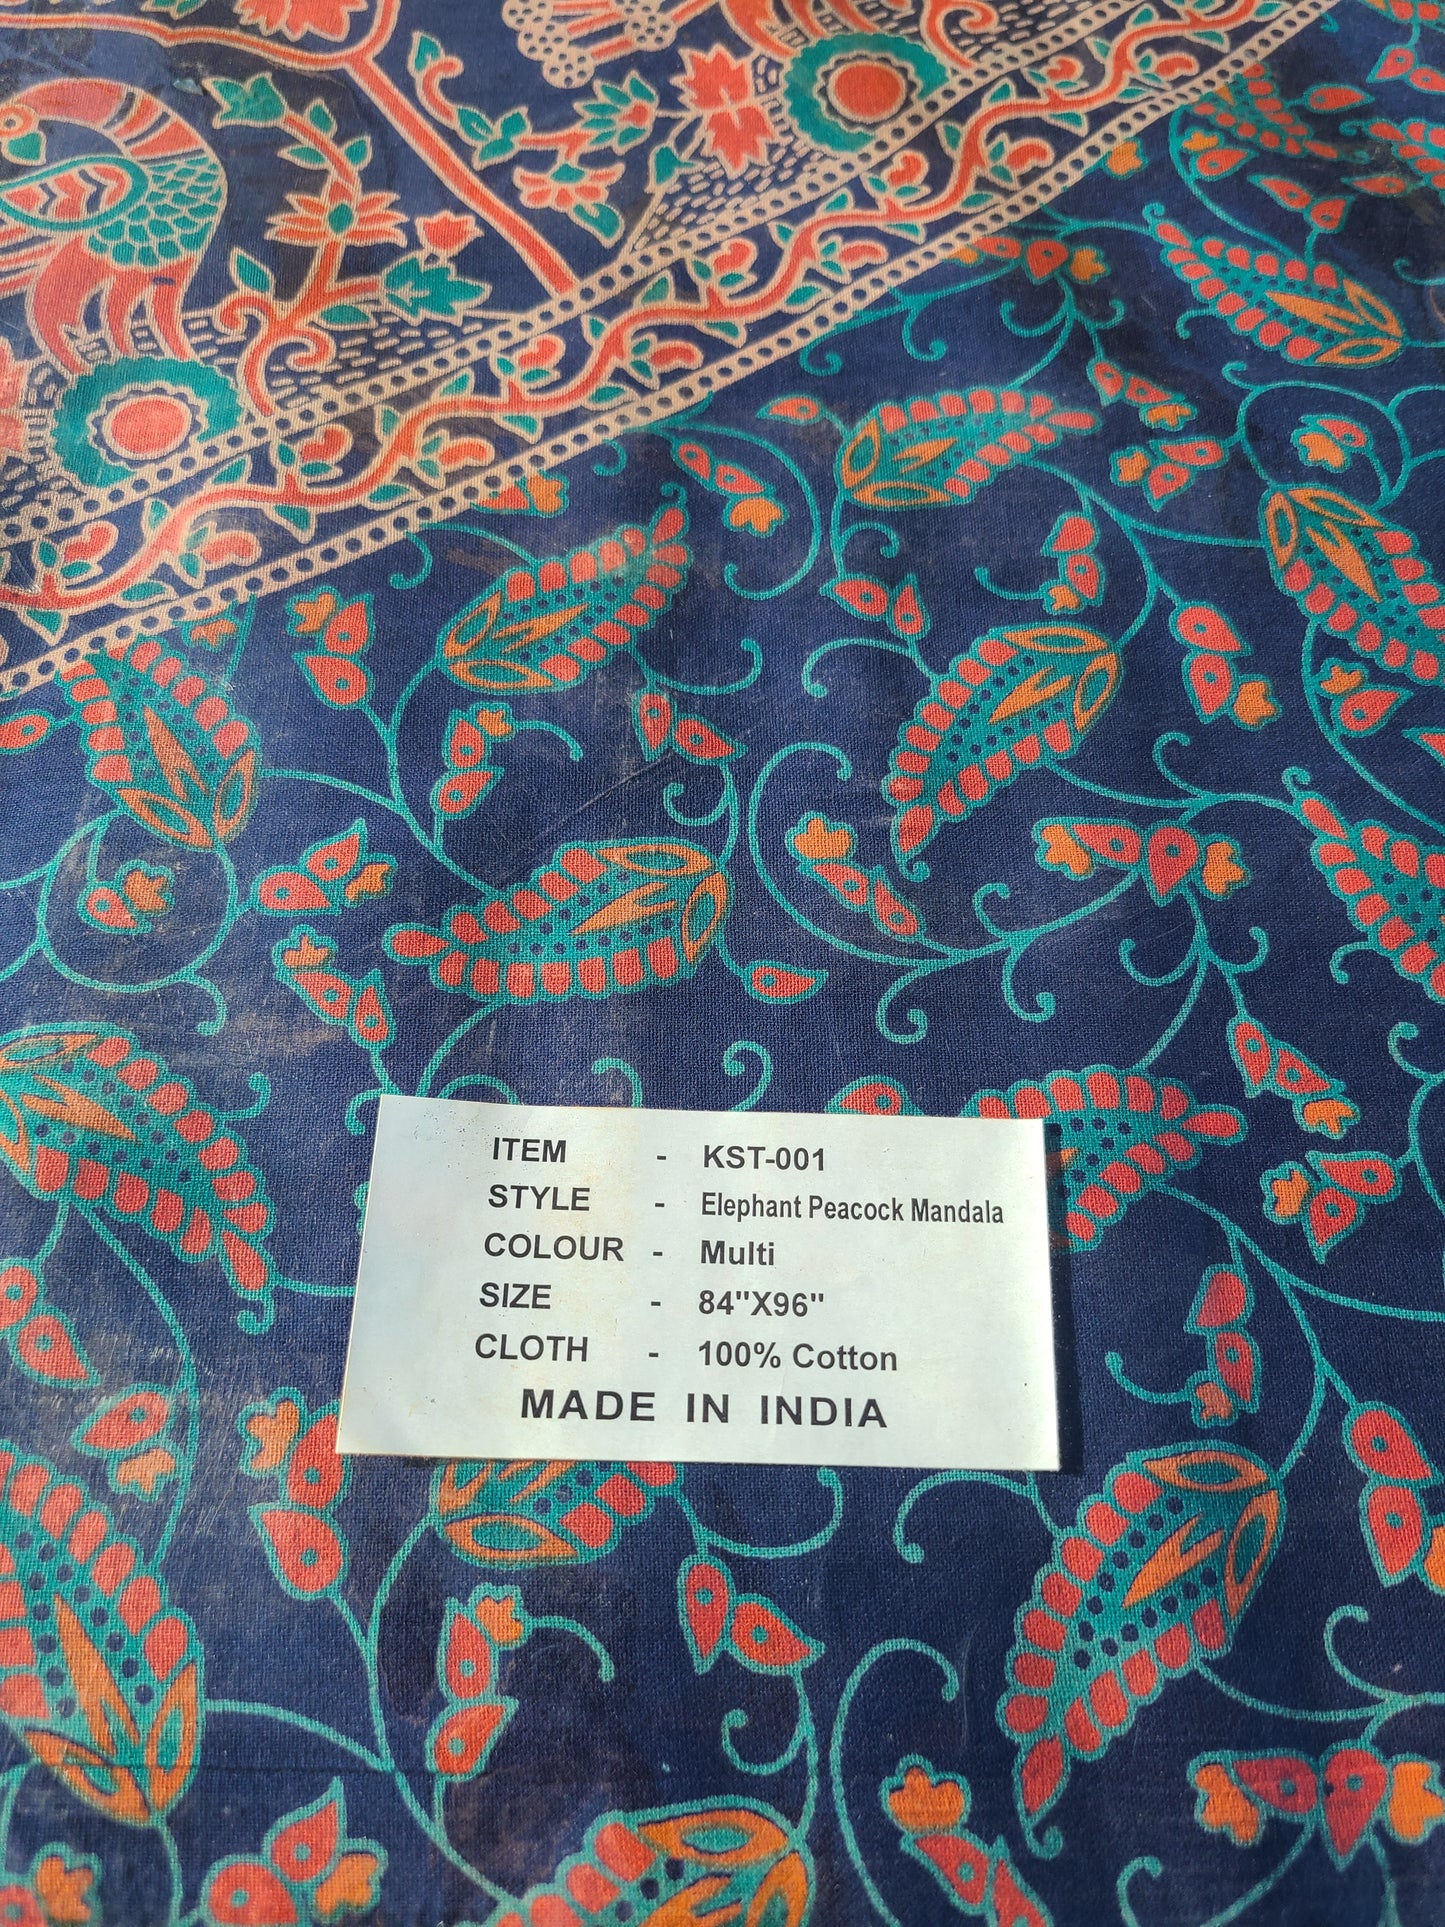 ITEM - KST-001
STYLE - Elephant Peacock Mandala
COLOUR - Multi
SIZE - 84"X96"
CLOTH - 100% Cotton
MADE IN INDIA